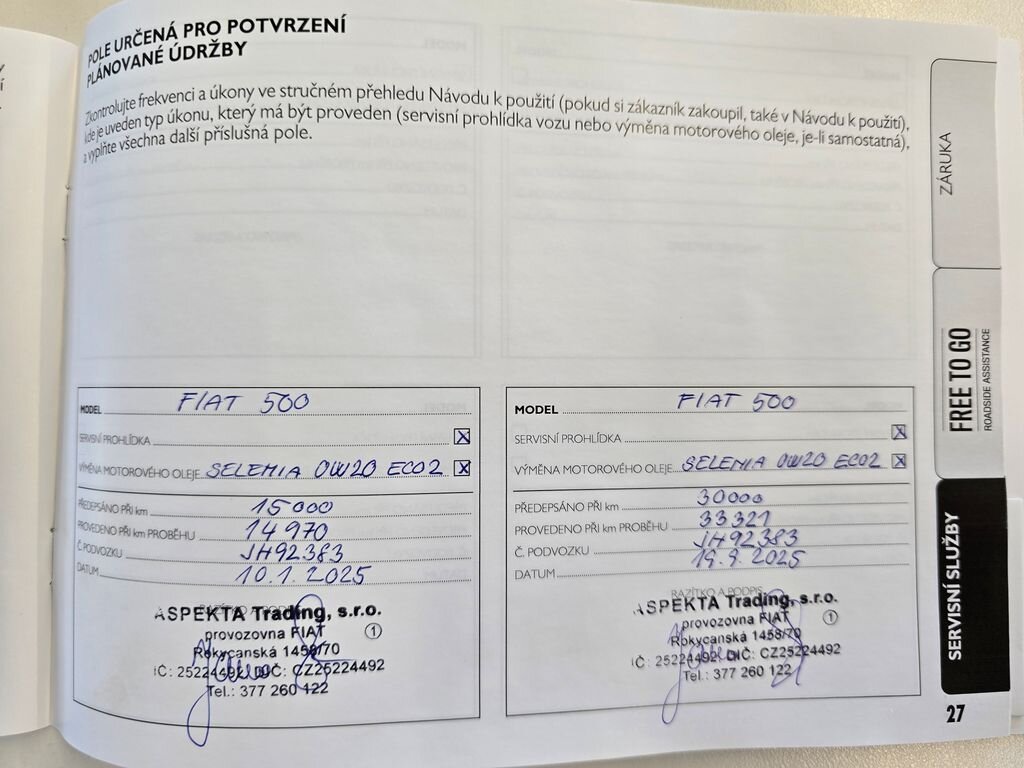 POLE URČENÁ PRO POTVRZENÍ
PLÁNOVANÉ ÚDRŽBY
Zkontrolujte frekvenci a úkony ve stručném přehledu Návodu k použití (pokud si zákazník zakoupil, také v Návodu k použití),
kde je uveden typ úkonu, který má být proveden (servisní prohlídka vozu nebo výměna motorového oleje, je-li samostatná),
a vyplňte všechna další příslušná pole.
MODEL FIAT 500
SERVISNÍ PROHLÍDKA X
VÝMĚNA MOTOROVÉHO OLEJE SELENIA 0W20 ECO2 X
PŘEDEPSÁNO PŘI km 15000
PROVEDENO PŘI km PROBĚHU 14970
Č. PODVOZKU JH92383
DATUM 10.1.2025
RAZÍTKO A PODPIS
ASPEKTA Trading, s.r.o.
provozovna FIAT 1
Rokycanská 1458/70
IČ: 25224492, DIČ: CZ25224492
Tel.: 377 260 122
MODEL FIAT 500
SERVISNÍ PROHLÍDKA X
VÝMĚNA MOTOROVÉHO OLEJE SELENIA 0W20 ECO2 X
PŘEDEPSÁNO PŘI km 30000
PROVEDENO PŘI km PROBĚHU 33321
Č. PODVOZKU JH92383
DATUM 19.9.2025
RAZÍTKO A PODPIS
ASPEKTA Trading, s.r.o.
provozovna FIAT 1
Rokycanská 1458/70
IČ: 25224492, DIČ: CZ25224492
Tel.: 377 260 122
ZÁRUKA
FREE TO GO
ROADSIDE ASSISTANCE
SERVISNÍ SLUŽBY
27